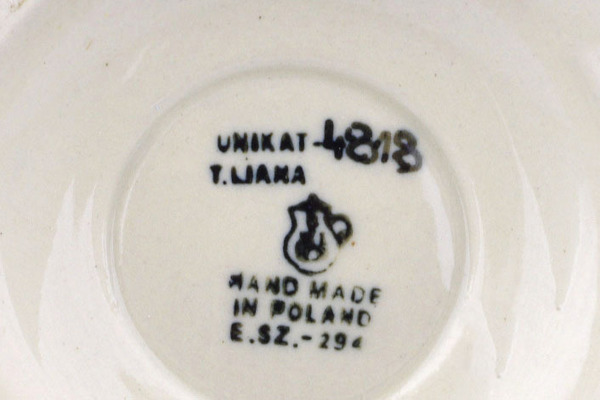 UNIKAT-4818
T.LIANA
HAND MADE
IN POLAND
E.SZ.-294